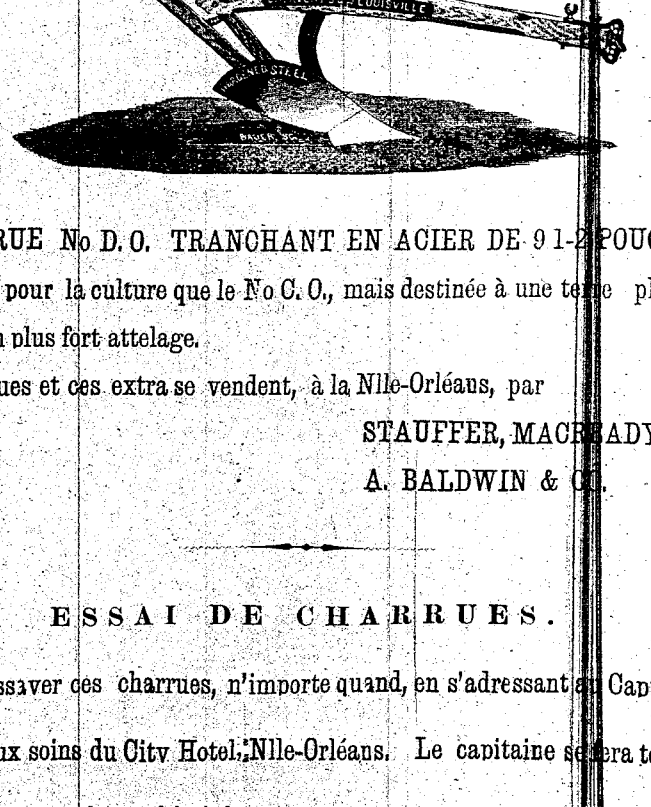 LOUISVILLE
HARDENED STEEL
RUE No D. O. TRANCHANT EN ACIER DE 9 1-2 POUC
pour la culture que le No C. O., mais destinée à une terre pl
n plus fort attelage.
ues et ces extra se vendent, à la Nlle-Orléans, par
STAUFFER, MACREADY
A. BALDWIN & CO.
ESSAI DE CHARRUES.
ssayer ces charrues, n'importe quand, en s'adressant au Cap
ux soins du City Hotel, Nlle-Orléans. Le capitaine se fera t